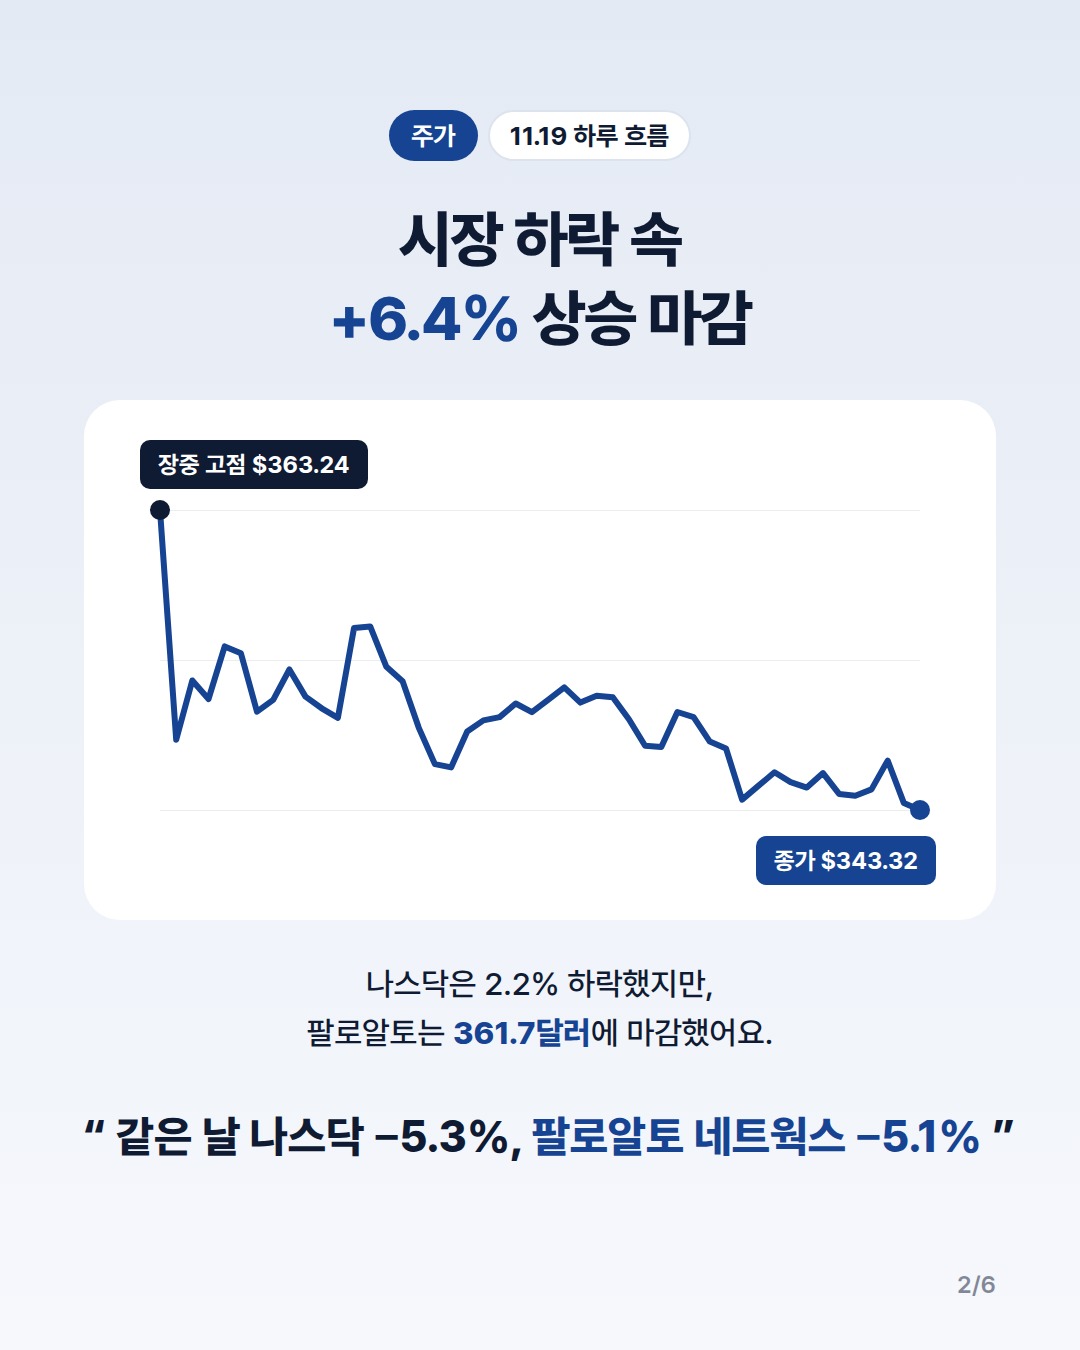 주가
11.19 하루 흐름
시장 하락 속
+6.4% 상승 마감
장중 고점 $363.24
종가 $343.32
나스닥은 2.2% 하락했지만,
팔로알토는 361.7달러에 마감했어요.
“ 같은 날 나스닥 −5.3%, 팔로알토 네트웍스 −5.1% ”
2/6